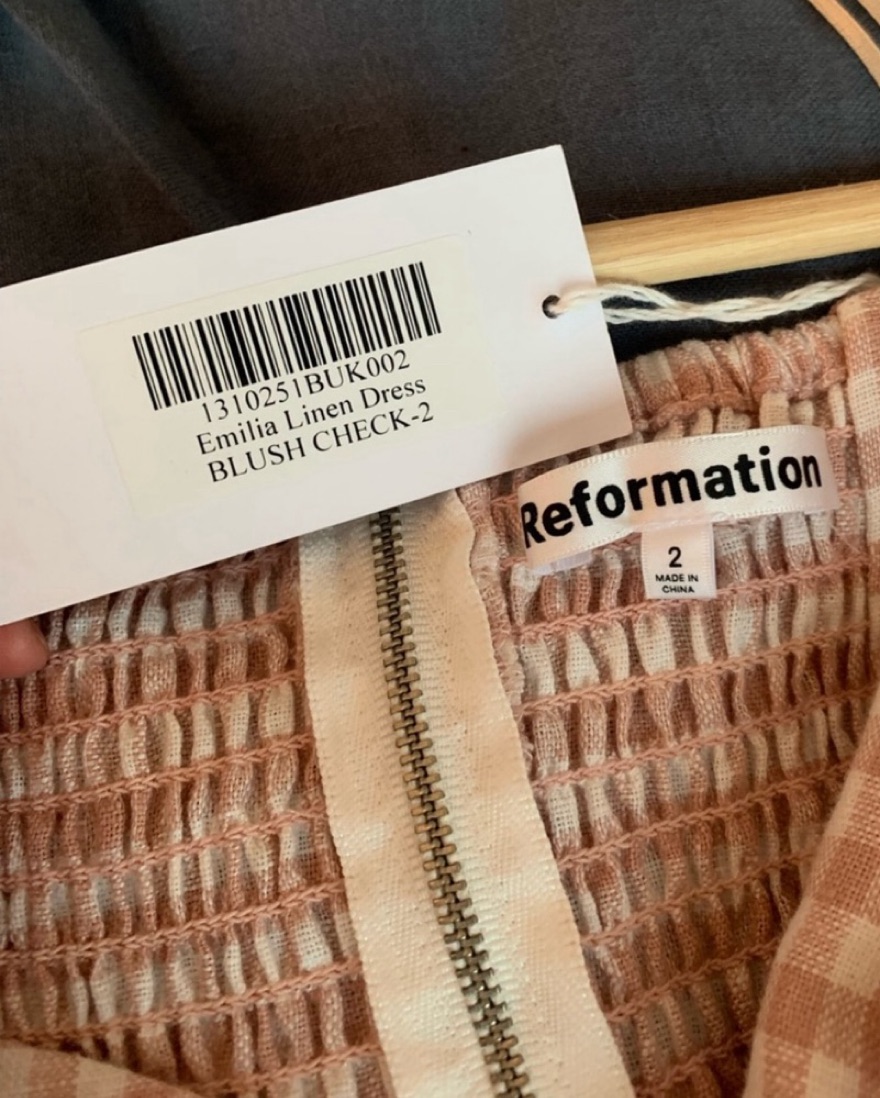 1310251BUK002
Emilia Linen Dress
BLUSH CHECK-2
Reformation
2
MADE IN
CHINA